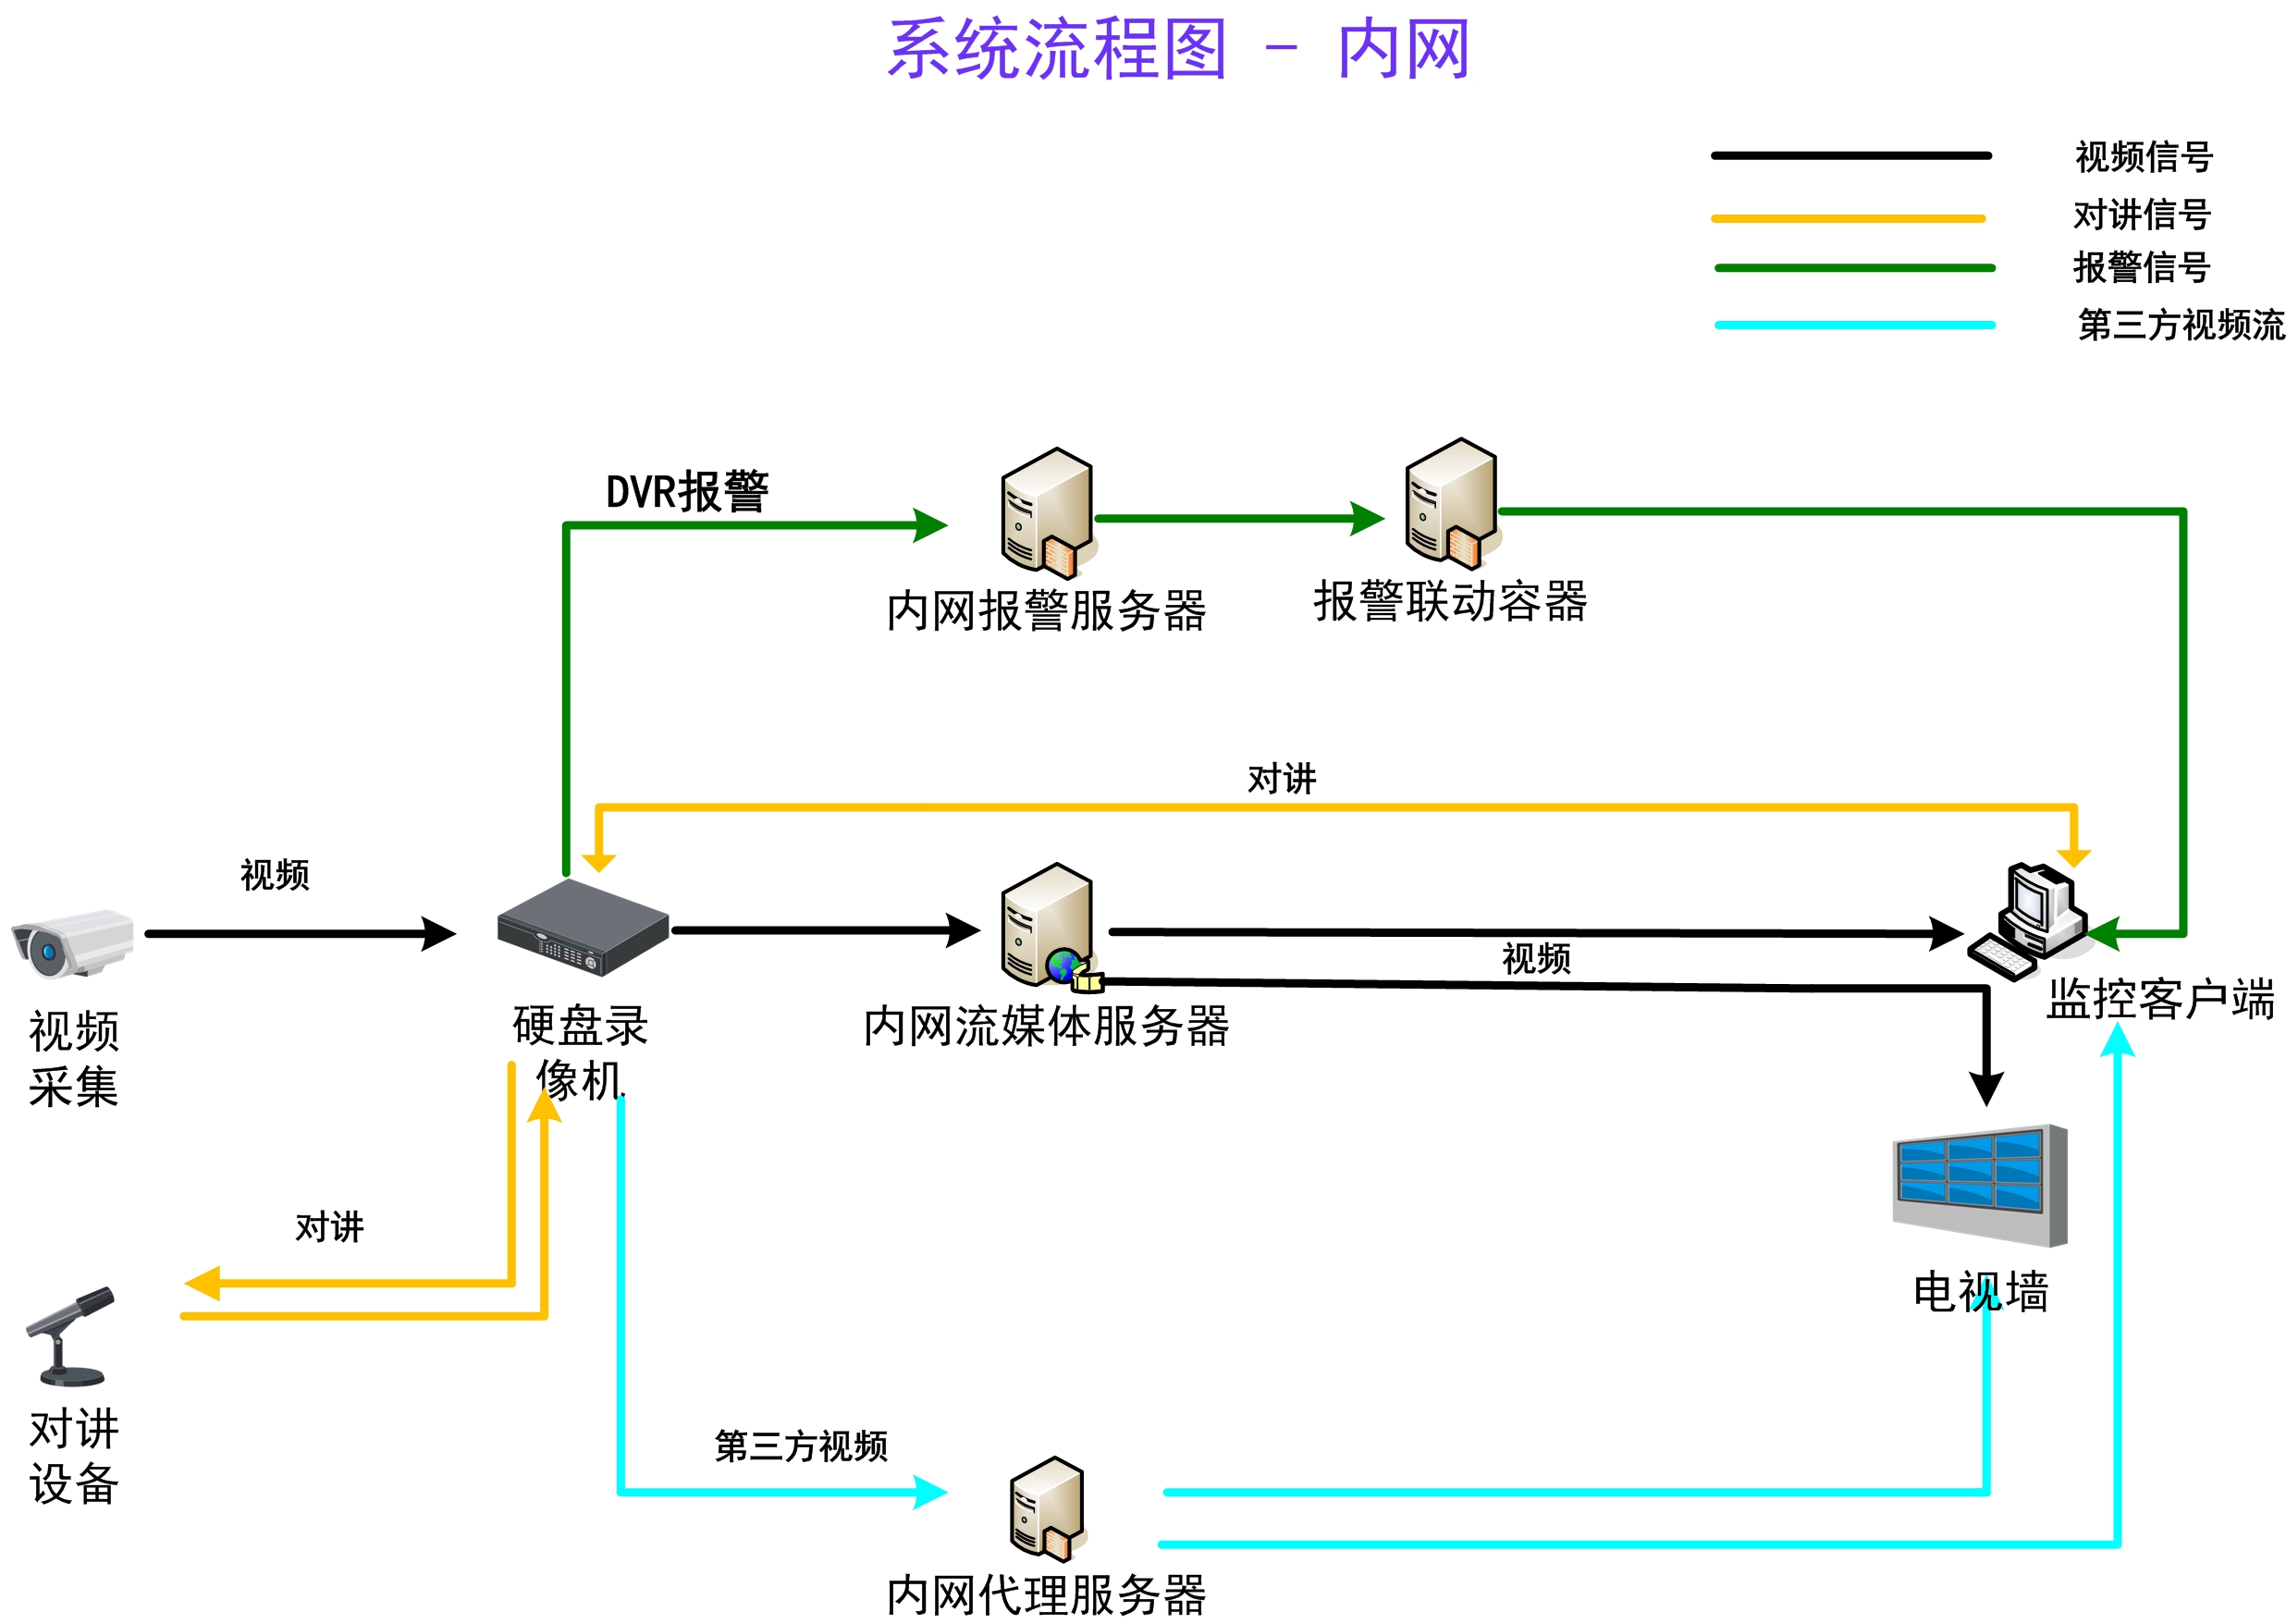 系统流程图 - 内网
视频信号
对讲信号
报警信号
第三方视频流
DVR报警
内网报警服务器
报警联动容器
对讲
视频
视频
视频
采集
硬盘录
像机
内网流媒体服务器
监控客户端
对讲
电视墙
对讲
设备
第三方视频
内网代理服务器